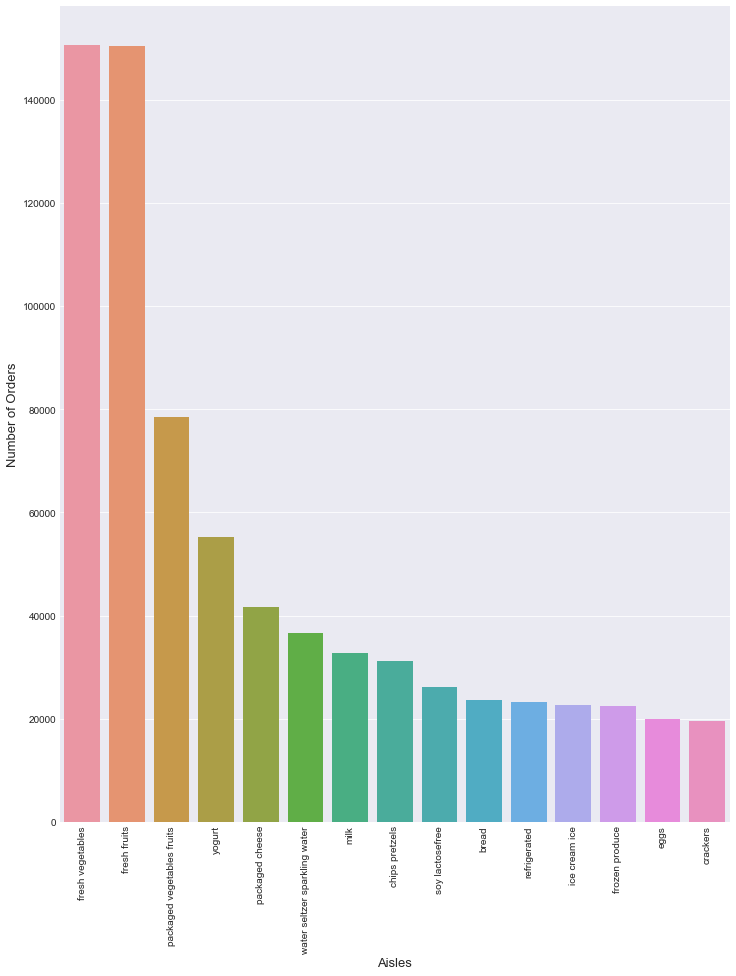 140000
120000
100000
80000
60000
40000
20000
0
Number of Orders
fresh vegetables
fresh fruits
packaged vegetables fruits
yogurt
packaged cheese
water seltzer sparkling water
milk
chips pretzels
soy lactosefree
bread
refrigerated
ice cream ice
frozen produce
eggs
crackers
Aisles